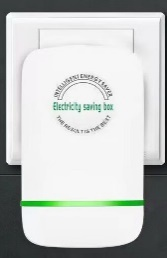 INTELLIGENT ENERGY SAVER
Electricity saving box
THE RESULT IS THE BEST